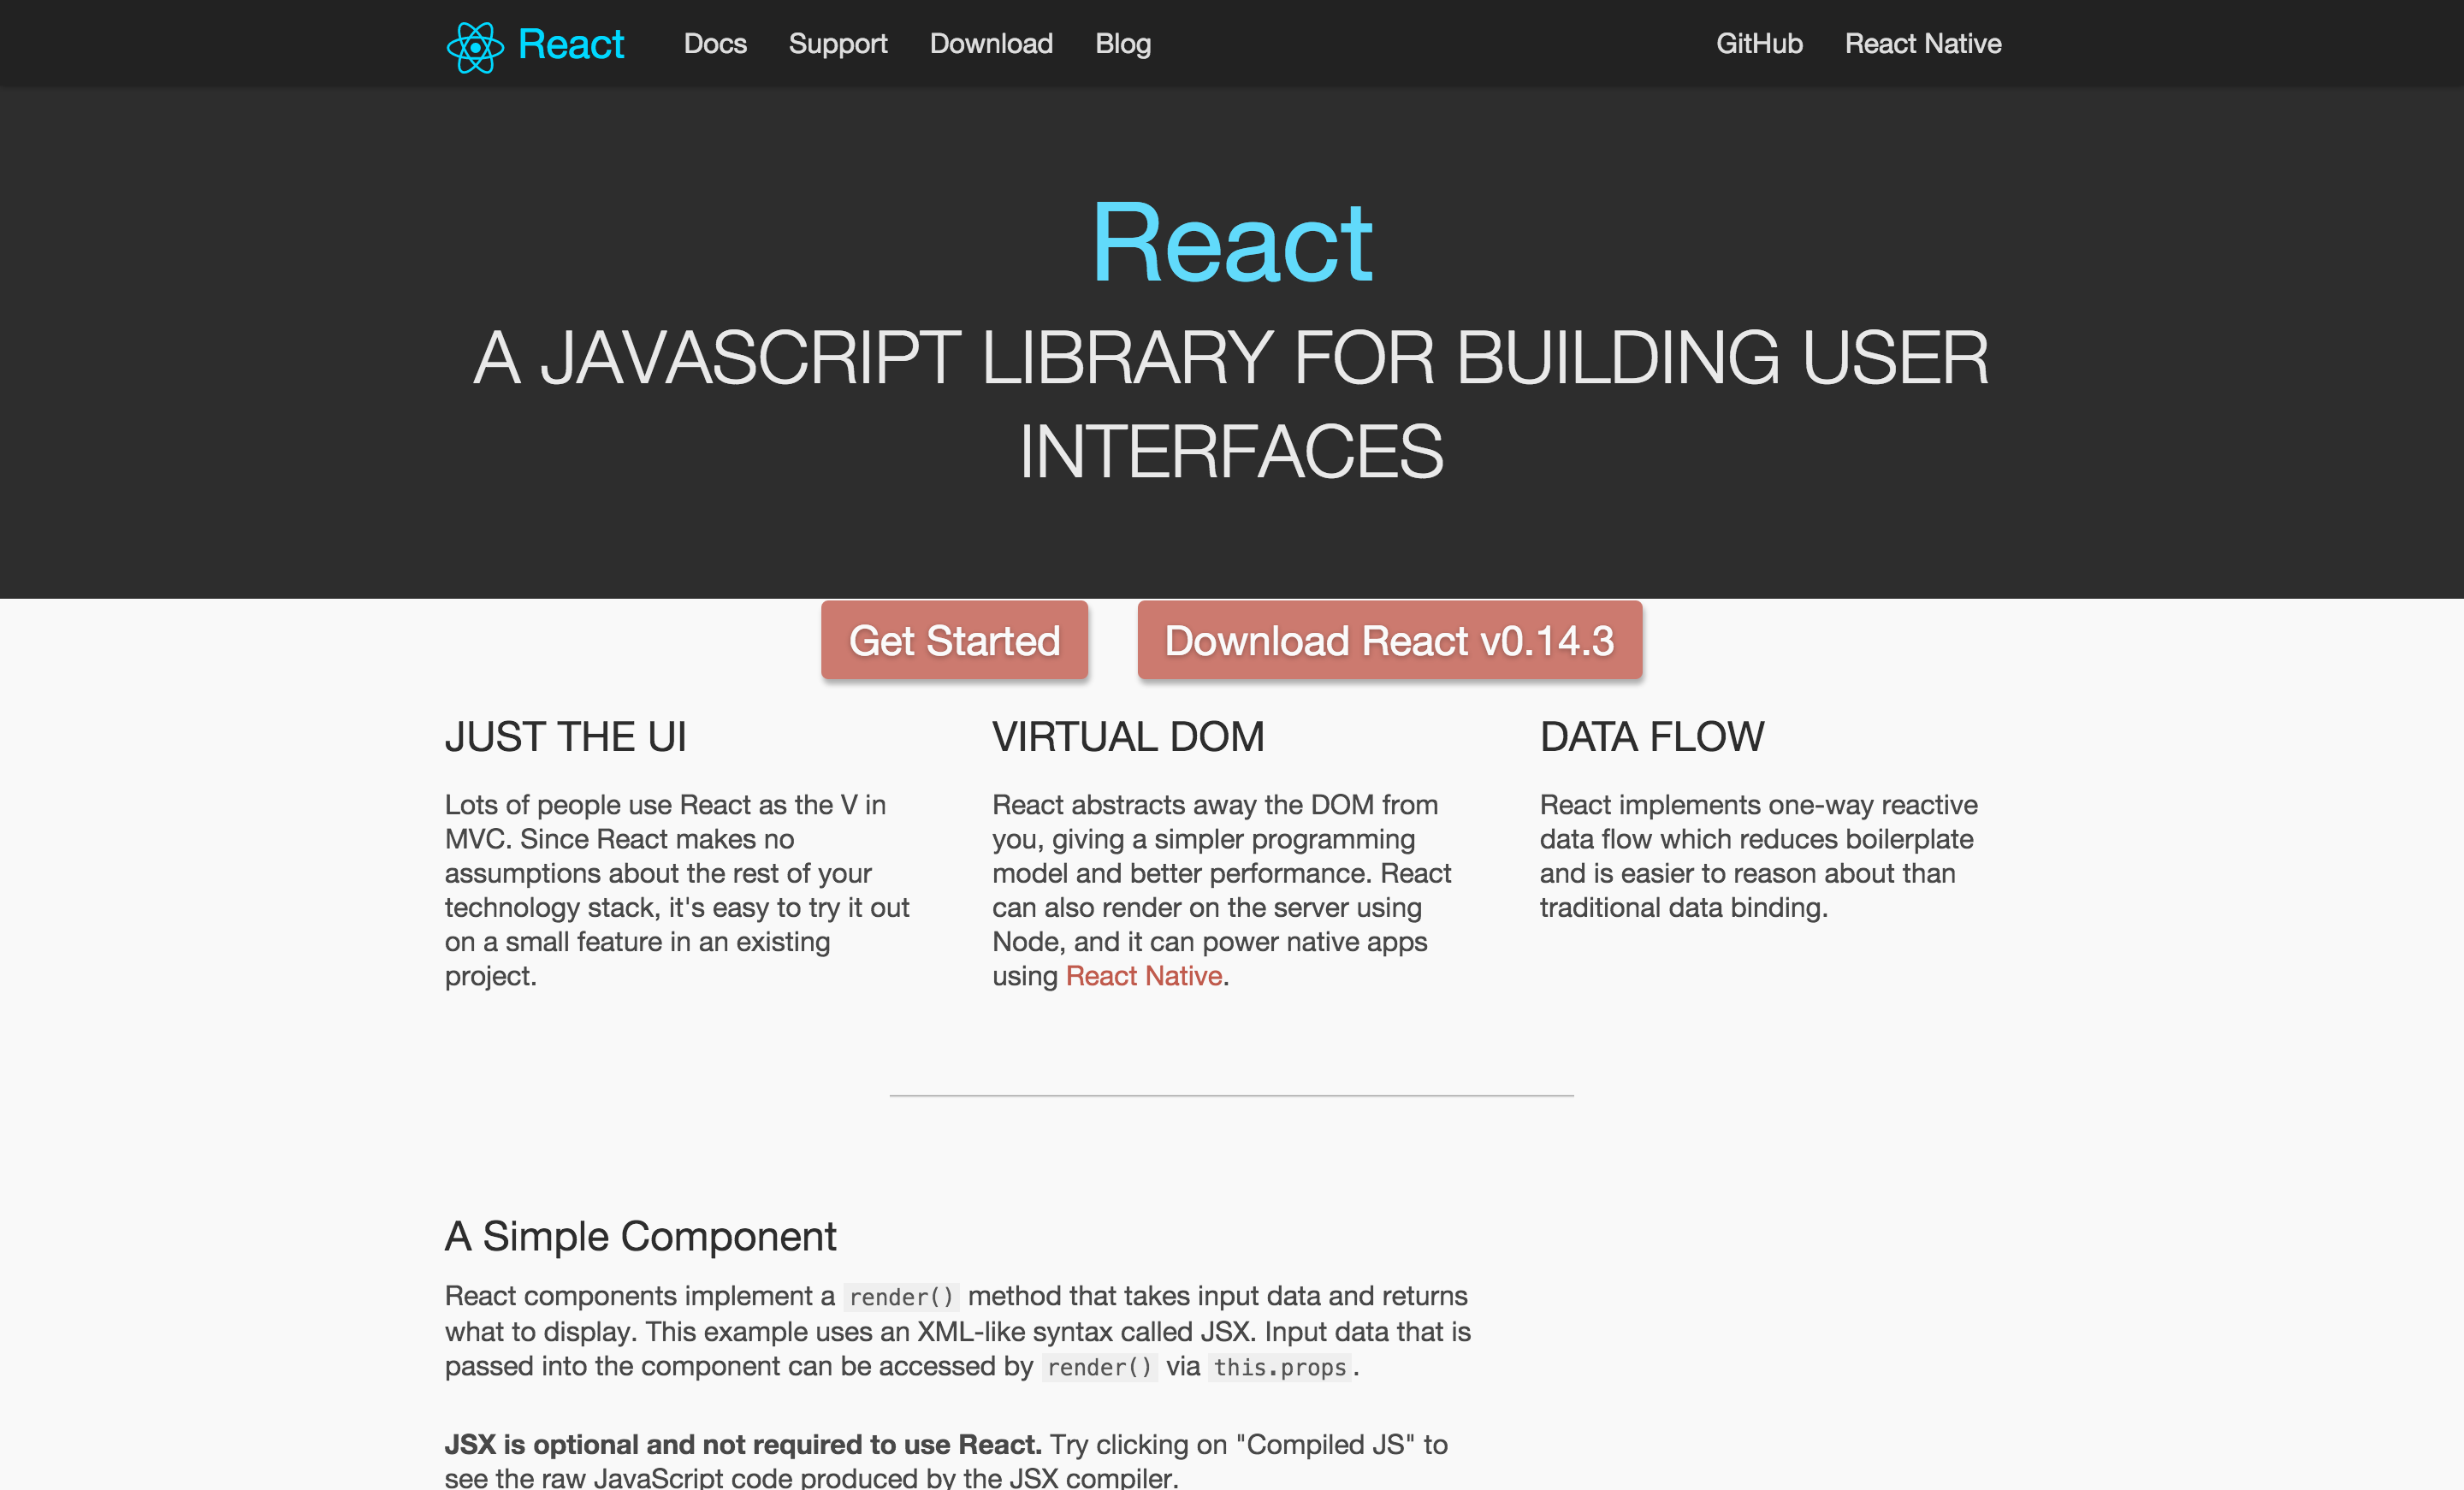 React Docs Support Download Blog GitHub React Native
React
A JAVASCRIPT LIBRARY FOR BUILDING USER
INTERFACES
Get Started Download React v0.14.3
JUST THE UI
Lots of people use React as the V in
MVC. Since React makes no
assumptions about the rest of your
technology stack, it's easy to try it out
on a small feature in an existing
project.
VIRTUAL DOM
React abstracts away the DOM from
you, giving a simpler programming
model and better performance. React
can also render on the server using
Node, and it can power native apps
using React Native.
DATA FLOW
React implements one-way reactive
data flow which reduces boilerplate
and is easier to reason about than
traditional data binding.
A Simple Component
React components implement a render() method that takes input data and returns
what to display. This example uses an XML-like syntax called JSX. Input data that is
passed into the component can be accessed by render() via this.props.
JSX is optional and not required to use React. Try clicking on "Compiled JS" to
see the raw JavaScript code produced by the JSX compiler.